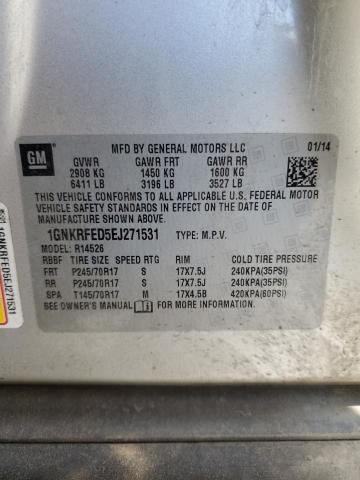 GM
MFD BY GENERAL MOTORS LLC 01/14
GVWR GAWR FRT GAWR RR
2908 KG 1450 KG 1600 KG
6411 LB 3196 LB 3527 LB
THIS VEHICLE CONFORMS TO ALL APPLICABLE U.S. FEDERAL MOTOR
VEHICLE SAFETY STANDARDS IN EFFECT ON THE DATE OF
MANUFACTURE SHOWN ABOVE.
1GNKRFED5EJ271531 TYPE: M.P.V.
MODEL: R14526
RBBF TIRE SIZE SPEED RTG RIM COLD TIRE PRESSURE
FRT P245/70R17 S 17X7.5J 240KPA(35PSI)
RR P245/70R17 S 17X7.5J 240KPA(35PSI)
SPA T145/70R17 M 17X4.5B 420KPA(60PSI)
SEE OWNER'S MANUAL FOR MORE INFORMATION.
1GNKRFED5EJ271531